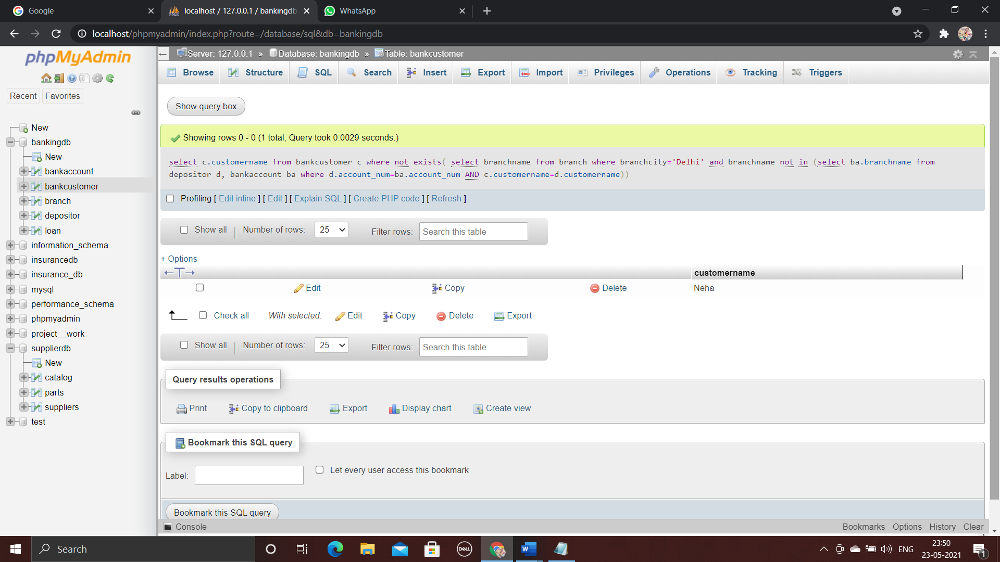 Google
localhost / 127.0.0.1 / bankingdb
WhatsApp
localhost/phpmyadmin/index.php?route=/database/sql&db=bankingdb
phpMyAdmin
Recent
Favorites
New
bankingdb
New
bankaccount
bankcustomer
branch
depositor
loan
information_schema
insurancedb
insurance_db
mysql
performance_schema
phpmyadmin
project__work
supplierdb
New
catalog
parts
suppliers
test
Server: 127.0.0.1 » Database: bankingdb » Table: bankcustomer
Browse Structure SQL Search Insert Export Import Privileges Operations Tracking Triggers
Show query box
Showing rows 0 - 0 (1 total, Query took 0.0029 seconds.)
select c.customername from bankcustomer c where not exists( select branchname from branch where branchcity='Delhi' and branchname not in (select ba.branchname from
depositor d, bankaccount ba where d.account_num=ba.account_num AND c.customername=d.customername))
Profiling [ Edit inline ] [ Edit ] [ Explain SQL ] [ Create PHP code ] [ Refresh ]
Show all Number of rows: 25 Filter rows: Search this table
+ Options
←T→ customername
Edit Copy Delete Neha
Check all With selected: Edit Copy Delete Export
Show all Number of rows: 25 Filter rows: Search this table
Query results operations
Print Copy to clipboard Export Display chart Create view
Bookmark this SQL query
Label: Let every user access this bookmark
Bookmark this SQL query
Console Bookmarks Options History Clear
Search
DELL
W
ENG
23:50
23-05-2021
1